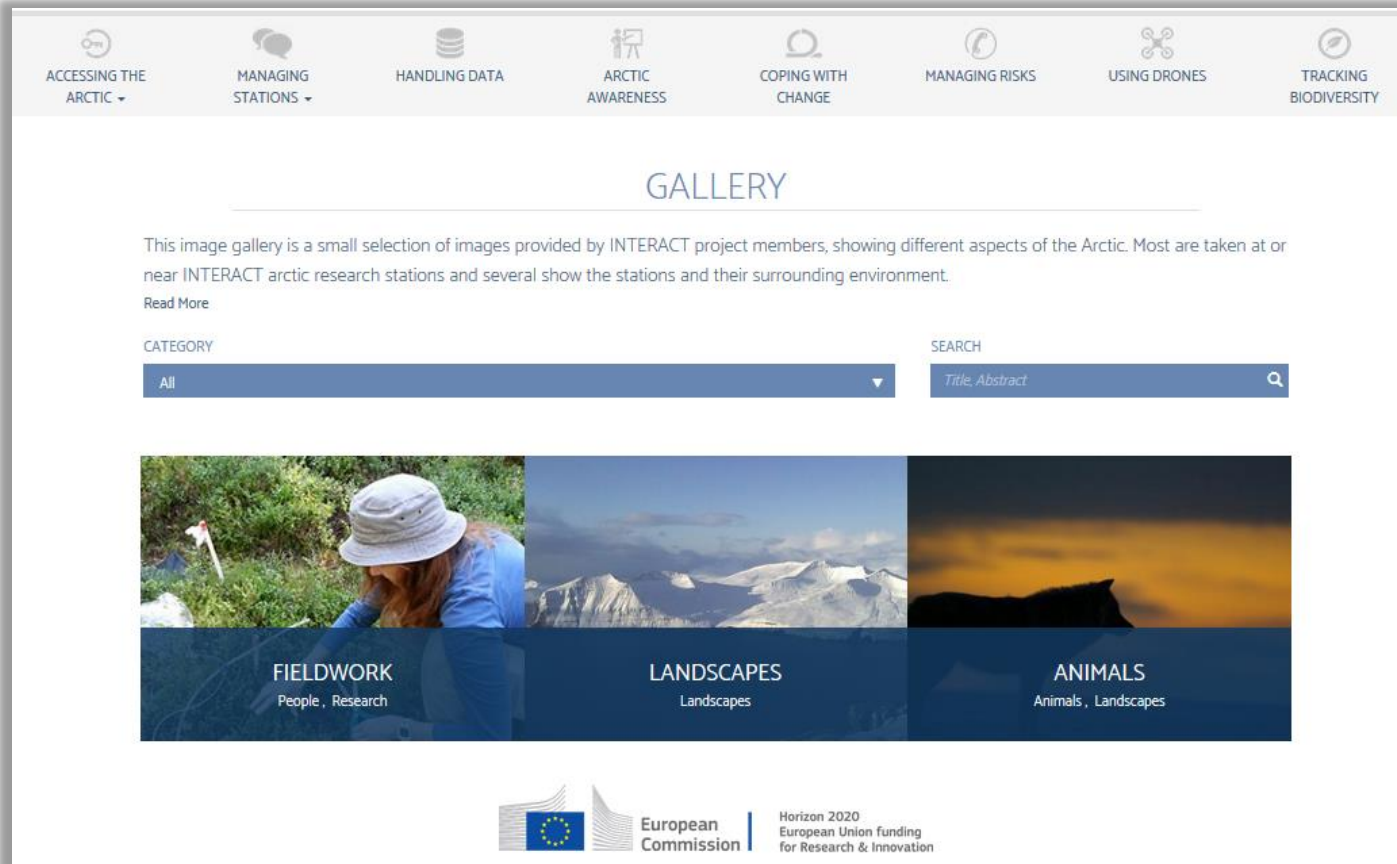 ACCESSING THE
ARCTIC
MANAGING
STATIONS
HANDLING DATA
ARCTIC
AWARENESS
COPING WITH
CHANGE
MANAGING RISKS
USING DRONES
TRACKING
BIODIVERSITY
GALLERY
This image gallery is a small selection of images provided by INTERACT project members, showing different aspects of the Arctic. Most are taken at or
near INTERACT arctic research stations and several show the stations and their surrounding environment.
Read More
CATEGORY
All
SEARCH
Title, Abstract
FIELDWORK
People , Research
LANDSCAPES
Landscapes
ANIMALS
Animals , Landscapes
European
Commission
Horizon 2020
European Union funding
for Research & Innovation